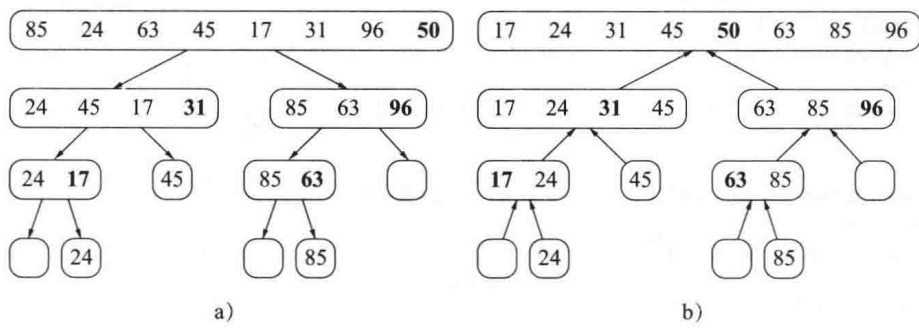 85 24 63 45 17 31 96 50
24 45 17 31
85 63 96
24 17
45
85 63
24
85
a)
17 24 31 45 50 63 85 96
17 24 31 45
63 85 96
17 24
45
63 85
24
85
b)